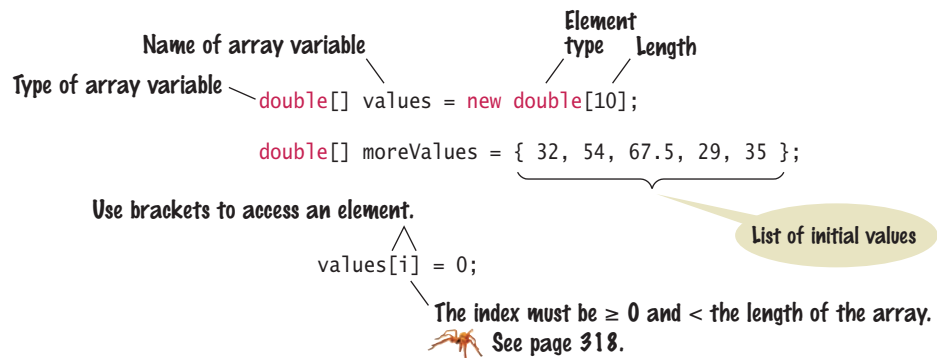 Name of array variable
Element
type
Length
Type of array variable
double[] values = new double[10];
double[] moreValues = { 32, 54, 67.5, 29, 35 };
Use brackets to access an element.
List of initial values
values[i] = 0;
The index must be ≥ 0 and < the length of the array.
See page 318.